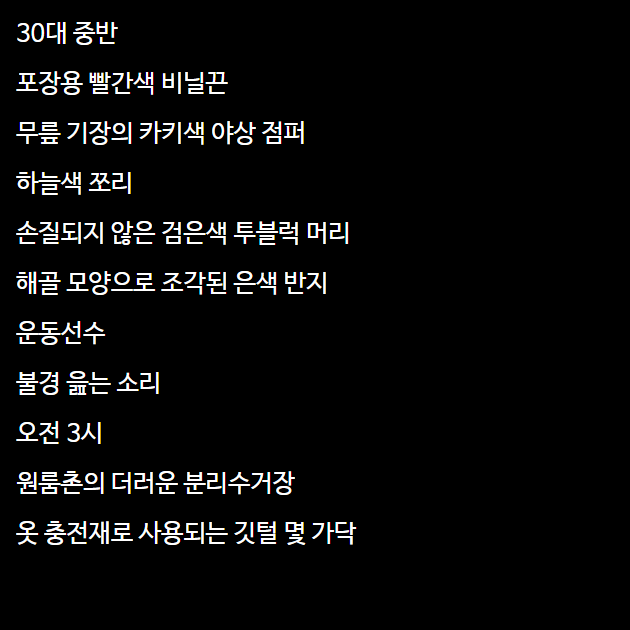 30대 중반
포장용 빨간색 비닐끈
무릎 기장의 카키색 야상 점퍼
하늘색 쪼리
손질되지 않은 검은색 투블럭 머리
해골 모양으로 조각된 은색 반지
운동선수
불경 읊는 소리
오전 3시
원룸촌의 더러운 분리수거장
옷 충전재로 사용되는 깃털 몇 가닥